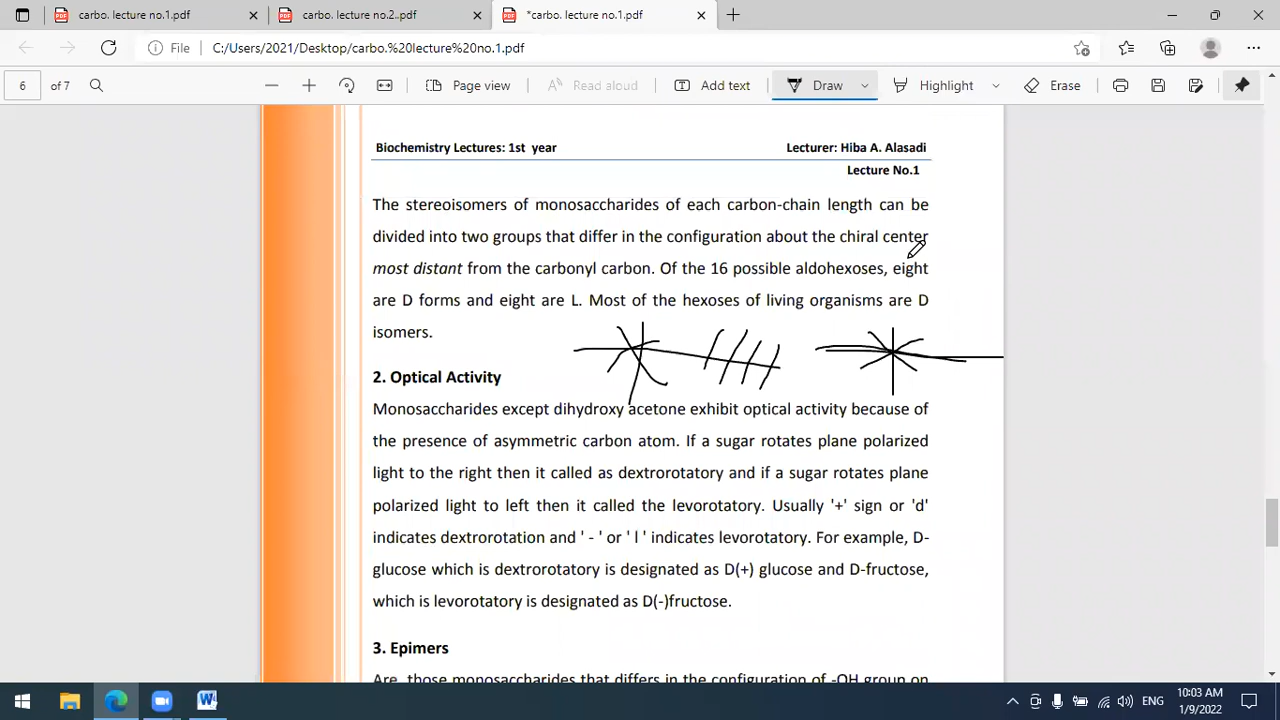 carbo. lecture no.1.pdf
carbo. lecture no.2..pdf
*carbo. lecture no.1.pdf
File
C:/Users/2021/Desktop/carbo.%20lecture%20no.1.pdf
6 of 7
Page view
Read aloud
Add text
Draw
Highlight
Erase
Biochemistry Lectures: 1st year
Lecturer: Hiba A. Alasadi
Lecture No.1
The stereoisomers of monosaccharides of each carbon-chain length can be
divided into two groups that differ in the configuration about the chiral center
most distant from the carbonyl carbon. Of the 16 possible aldohexoses, eight
are D forms and eight are L. Most of the hexoses of living organisms are D
isomers.
2. Optical Activity
Monosaccharides except dihydroxy acetone exhibit optical activity because of
the presence of asymmetric carbon atom. If a sugar rotates plane polarized
light to the right then it called as dextrorotatory and if a sugar rotates plane
polarized light to left then it called the levorotatory. Usually '+' sign or 'd'
indicates dextrorotation and ' - ' or ' l ' indicates levorotatory. For example, D-
glucose which is dextrorotatory is designated as D(+) glucose and D-fructose,
which is levorotatory is designated as D(-)fructose.
3. Epimers
Are those monosaccharides that differs in the configuration of -OH group on
ENG
10:03 AM
1/9/2022